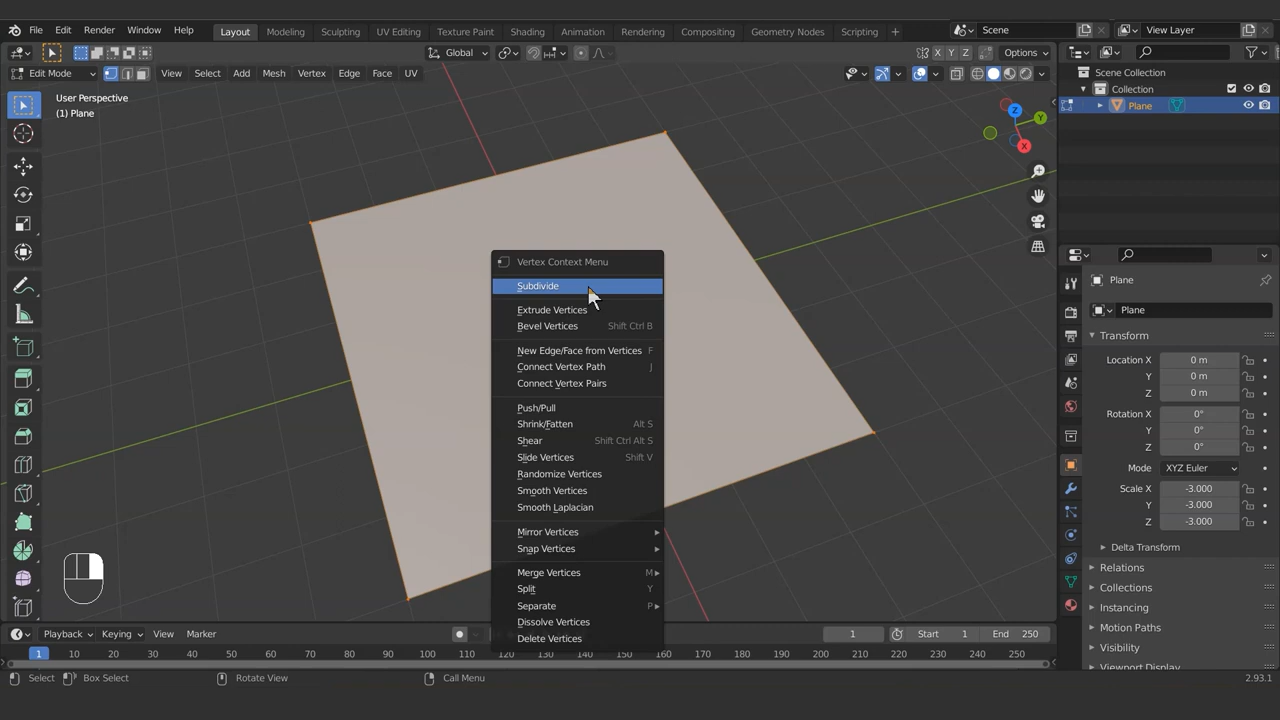 File Edit Render Window Help Layout Modeling Sculpting UV Editing Texture Paint Shading Animation Rendering Compositing Geometry Nodes Scripting + Scene View Layer
Global X Y Z Options
Edit Mode View Select Add Mesh Vertex Edge Face UV
Scene Collection
Collection
Plane
User Perspective
(1) Plane
Z
Y
X
Vertex Context Menu
Subdivide
Extrude Vertices
Bevel Vertices Shift Ctrl B
New Edge/Face from Vertices F
Connect Vertex Path J
Connect Vertex Pairs
Push/Pull
Shrink/Fatten Alt S
Shear Shift Ctrl Alt S
Slide Vertices Shift V
Randomize Vertices
Smooth Vertices
Smooth Laplacian
Mirror Vertices
Snap Vertices
Merge Vertices M
Split Y
Separate P
Dissolve Vertices
Delete Vertices
Plane
Plane
Transform
Location X 0 m
Y 0 m
Z 0 m
Rotation X 0°
Y 0°
Z 0°
Mode XYZ Euler
Scale X -3.000
Y -3.000
Z -3.000
Delta Transform
Relations
Collections
Instancing
Motion Paths
Visibility
Viewport Display
Playback Keying View Marker 1 Start 1 End 250
1 10 20 30 40 50 60 70 80 90 100 110 120 130 140 150 160 170 180 190 200 210 220 230 240 250
Select Box Select Rotate View Call Menu 2.93.1